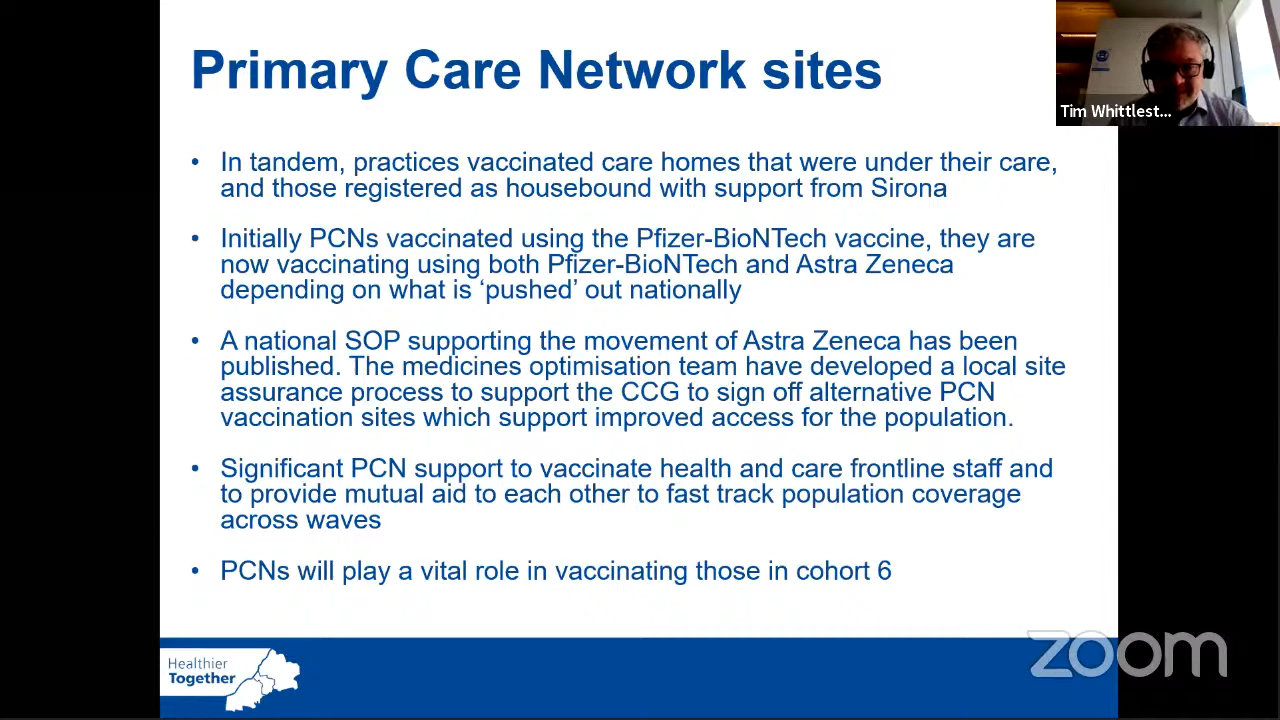 Primary Care Network sites
Tim Whittlest...
• In tandem, practices vaccinated care homes that were under their care,
and those registered as housebound with support from Sirona
• Initially PCNs vaccinated using the Pfizer-BioNTech vaccine, they are
now vaccinating using both Pfizer-BioNTech and Astra Zeneca
depending on what is ‘pushed’ out nationally
• A national SOP supporting the movement of Astra Zeneca has been
published. The medicines optimisation team have developed a local site
assurance process to support the CCG to sign off alternative PCN
vaccination sites which support improved access for the population.
• Significant PCN support to vaccinate health and care frontline staff and
to provide mutual aid to each other to fast track population coverage
across waves
• PCNs will play a vital role in vaccinating those in cohort 6
Healthier
Together
zoom